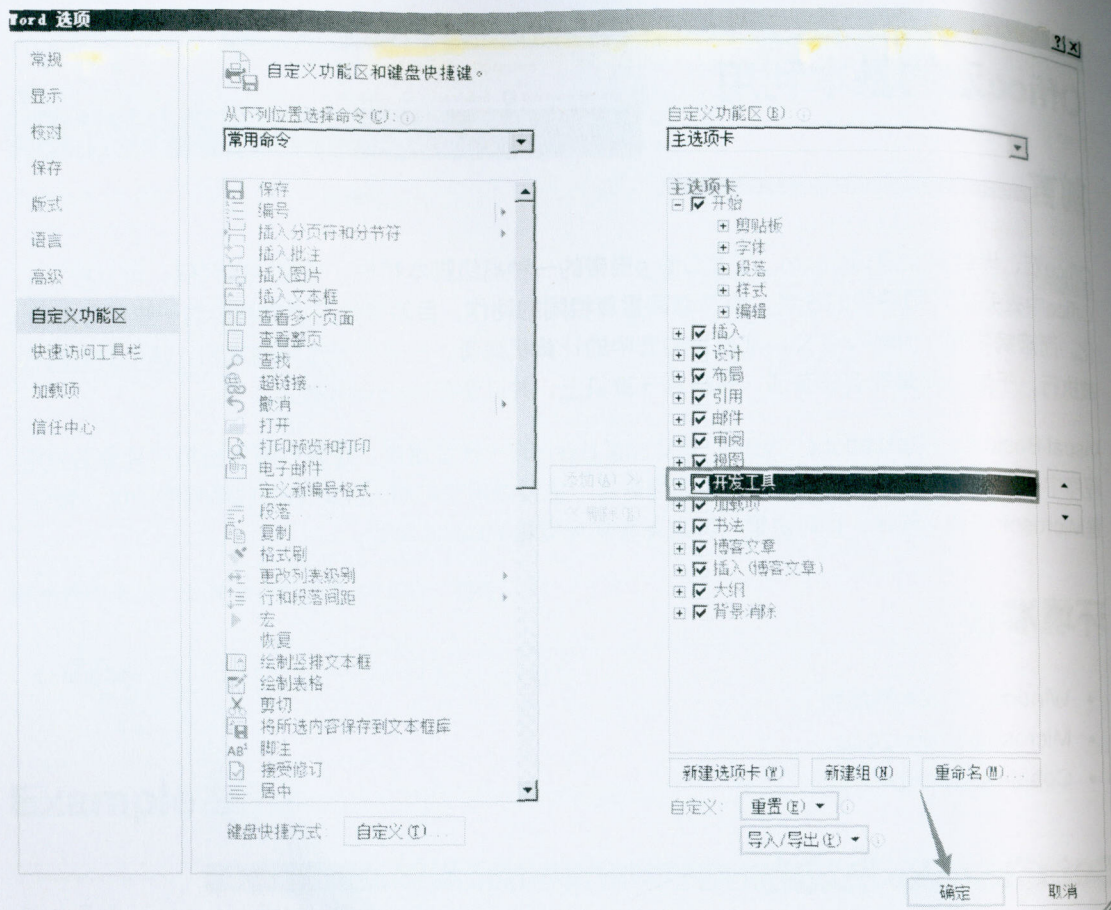 Word 选项
常规
显示
校对
保存
版式
语言
高级
自定义功能区
快速访问工具栏
加载项
信任中心
自定义功能区和键盘快捷键。
从下列位置选择命令(C):
常用命令
保存
编号
插入分页符和分节符
插入批注
插入图片
插入文本框
查看多个页面
查看整页
查找
超链接...
撤消
打开
打印预览和打印
电子邮件
定义新编号格式...
段落...
复制
格式刷
更改列表级别
行和段落间距
宏
恢复
绘制竖排文本框
绘制表格
剪切
将所选内容保存到文本框库
AB¹ 脚注
接受修订
居中
键盘快捷方式
自定义(T)...
自定义功能区(B):
主选项卡
主选项卡
开始
剪贴板
字体
段落
样式
编辑
插入
设计
布局
引用
邮件
审阅
视图
开发工具
加载项
书法
博客文章
插入(博客文章)
大纲
背景消除
新建选项卡(W)
新建组(N)
重命名(M)...
自定义:
重置(E)
导入/导出(P)
确定
取消